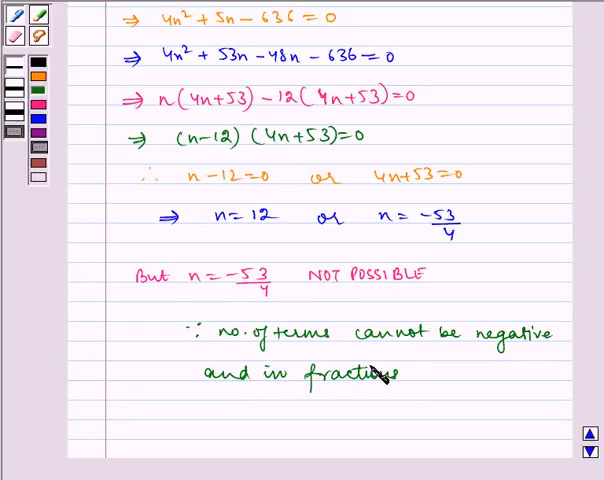 ⇒ 4n² + 5n - 636 = 0
⇒ 4n² + 53n - 48n - 636 = 0
⇒ n(4n+53) - 12(4n+53) = 0
⇒ (n-12) (4n+53) = 0
∴ n-12=0 or 4n+53=0
⇒ n=12 or n = -53/4
But n = -53/4 NOT POSSIBLE
∵ no. of terms cannot be negative
and in fractions